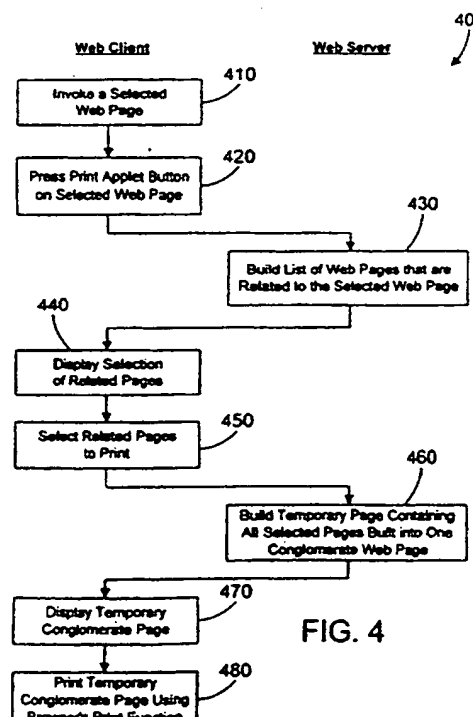 40
Web Client
Web Server
410
Invoke a Selected
Web Page
420
Press Print Applet Button
on Selected Web Page
430
Build List of Web Pages that are
Related to the Selected Web Page
440
Display Selection
of Related Pages
450
Select Related Pages
to Print
460
Build Temporary Page Containing
All Selected Pages Built into One
Conglomerate Web Page
470
Display Temporary
Conglomerate Page
FIG. 4
480
Print Temporary
Conglomerate Page Using
Print Function